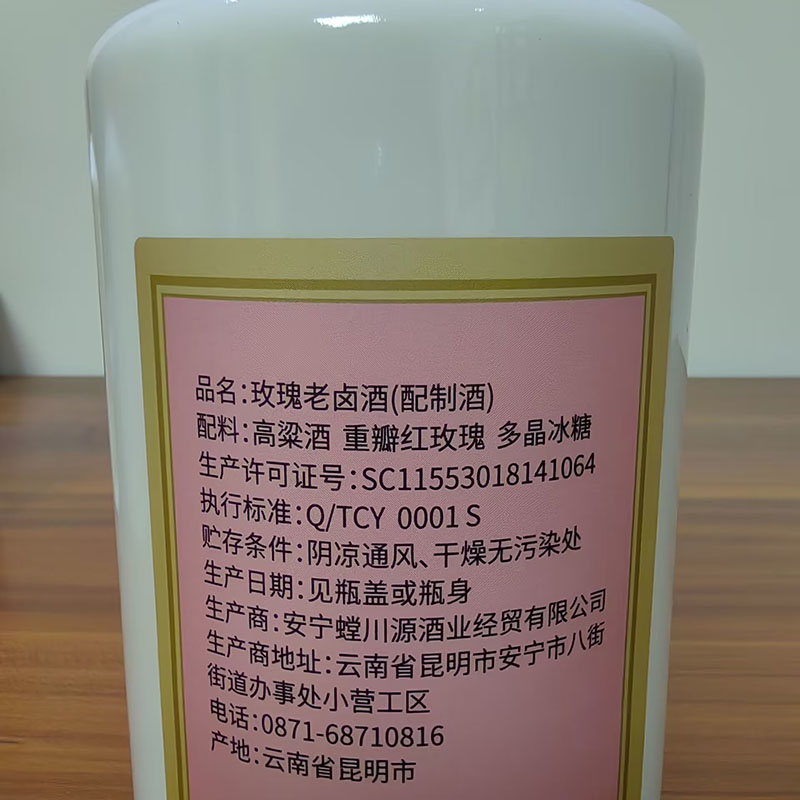 品名:玫瑰老卤酒(配制酒)
配料:高粱酒 重瓣红玫瑰 多晶冰糖
生产许可证号:SC11553018141064
执行标准:Q/TCY 0001 S
贮存条件:阴凉通风、干燥无污染处
生产日期:见瓶盖或瓶身
生产商:安宁螳川源酒业经贸有限公司
生产商地址:云南省昆明市安宁市八街
街道办事处小营工区
电话:0871-68710816
产地:云南省昆明市